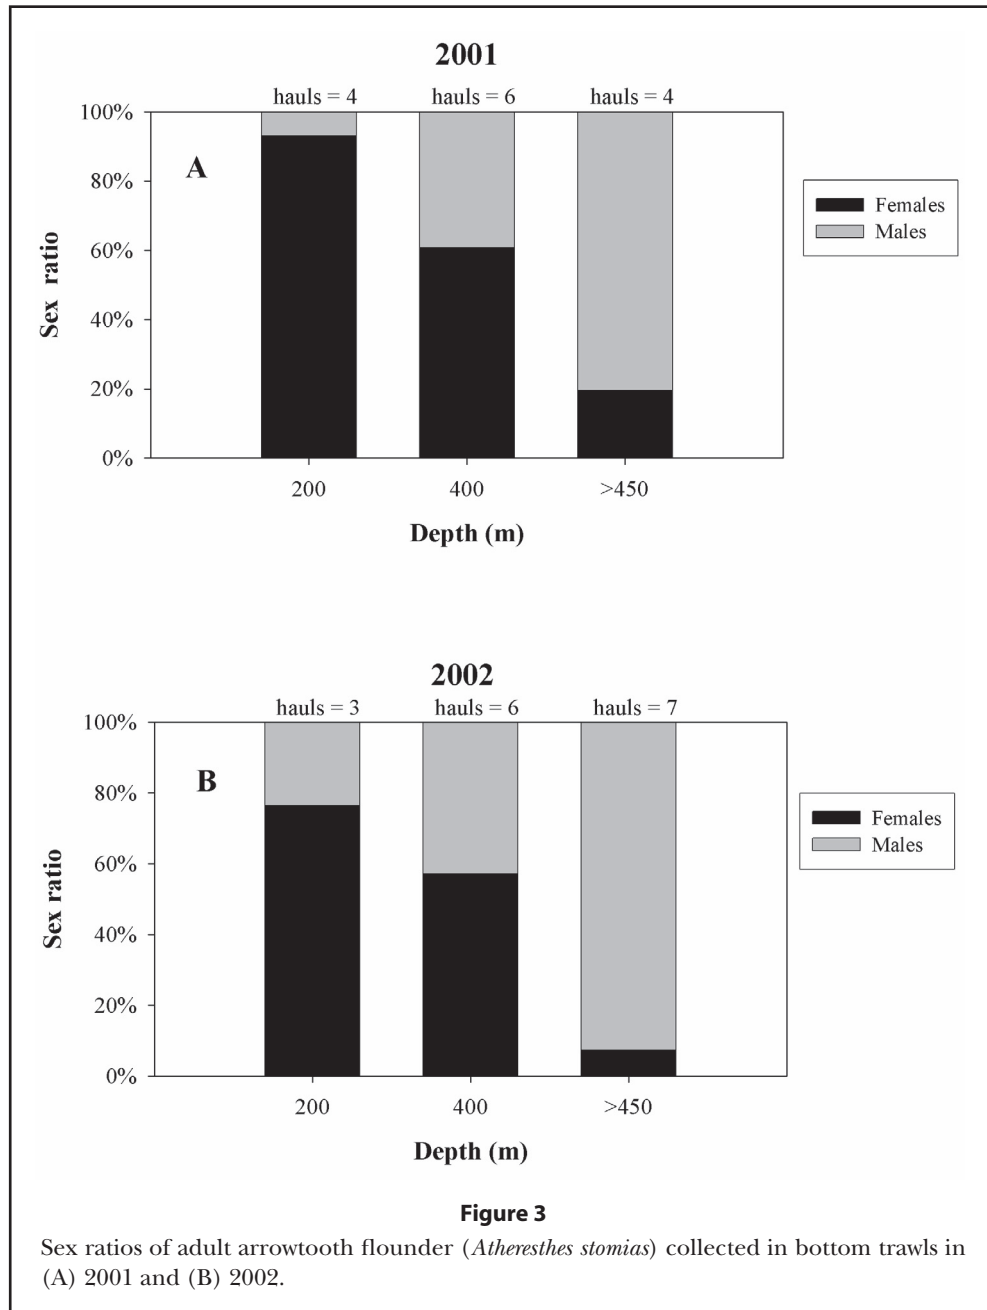 2001
hauls = 4
hauls = 6
hauls = 4
100%
80%
60%
40%
20%
0%
A
Sex ratio
Females
Males
200
400
>450
Depth (m)
2002
hauls = 3
hauls = 6
hauls = 7
100%
80%
60%
40%
20%
0%
B
Sex ratio
Females
Males
200
400
>450
Depth (m)
Figure 3
Sex ratios of adult arrowtooth flounder (Atheresthes stomias) collected in bottom trawls in
(A) 2001 and (B) 2002.